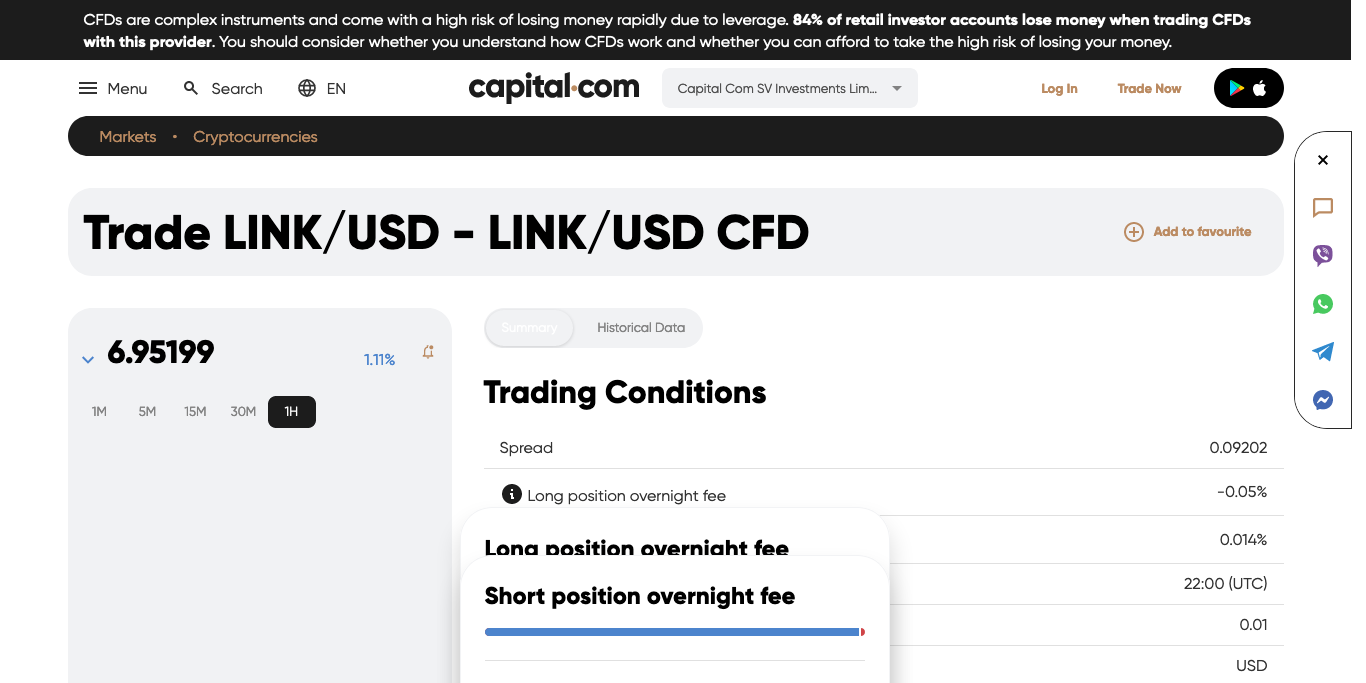 CFDs are complex instruments and come with a high risk of losing money rapidly due to leverage. 84% of retail investor accounts lose money when trading CFDs
with this provider. You should consider whether you understand how CFDs work and whether you can afford to take the high risk of losing your money.
Menu
Search
EN
capital.com
Capital Com SV Investments Lim...
Log In
Trade Now
Markets • Cryptocurrencies
Trade LINK/USD - LINK/USD CFD
Add to favourite
6.95199
1.11%
1M 5M 15M 30M 1H
Summary
Historical Data
Trading Conditions
Spread 0.09202
Long position overnight fee -0.05%
Long position overnight fee
0.014%
Short position overnight fee
22:00 (UTC)
0.01
USD